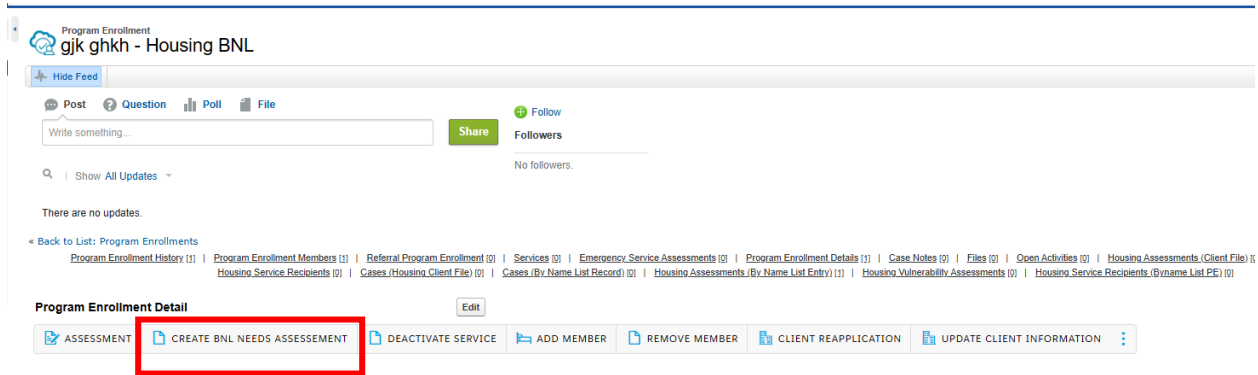 Program Enrollment
gjk ghkh - Housing BNL
Hide Feed
Post Question Poll File
Follow
Write something...
Share
Followers
No followers.
Show All Updates
There are no updates.
« Back to List: Program Enrollments
Program Enrollment History [1] | Program Enrollment Members [1] | Referral Program Enrollment [0] | Services [0] | Emergency Service Assessments [0] | Program Enrollment Details [1] | Case Notes [0] | Files [0] | Open Activities [0] | Housing Assessments (Client File) [0
Housing Service Recipients [0] | Cases (Housing Client File) [0] | Cases (By Name List Record) [0] | Housing Assessments (By Name List Entry) [1] | Housing Vulnerability Assessments [0] | Housing Service Recipients (Byname List PE) [0]
Program Enrollment Detail
Edit
ASSESSMENT CREATE BNL NEEDS ASSESSEMENT DEACTIVATE SERVICE ADD MEMBER REMOVE MEMBER CLIENT REAPPLICATION UPDATE CLIENT INFORMATION